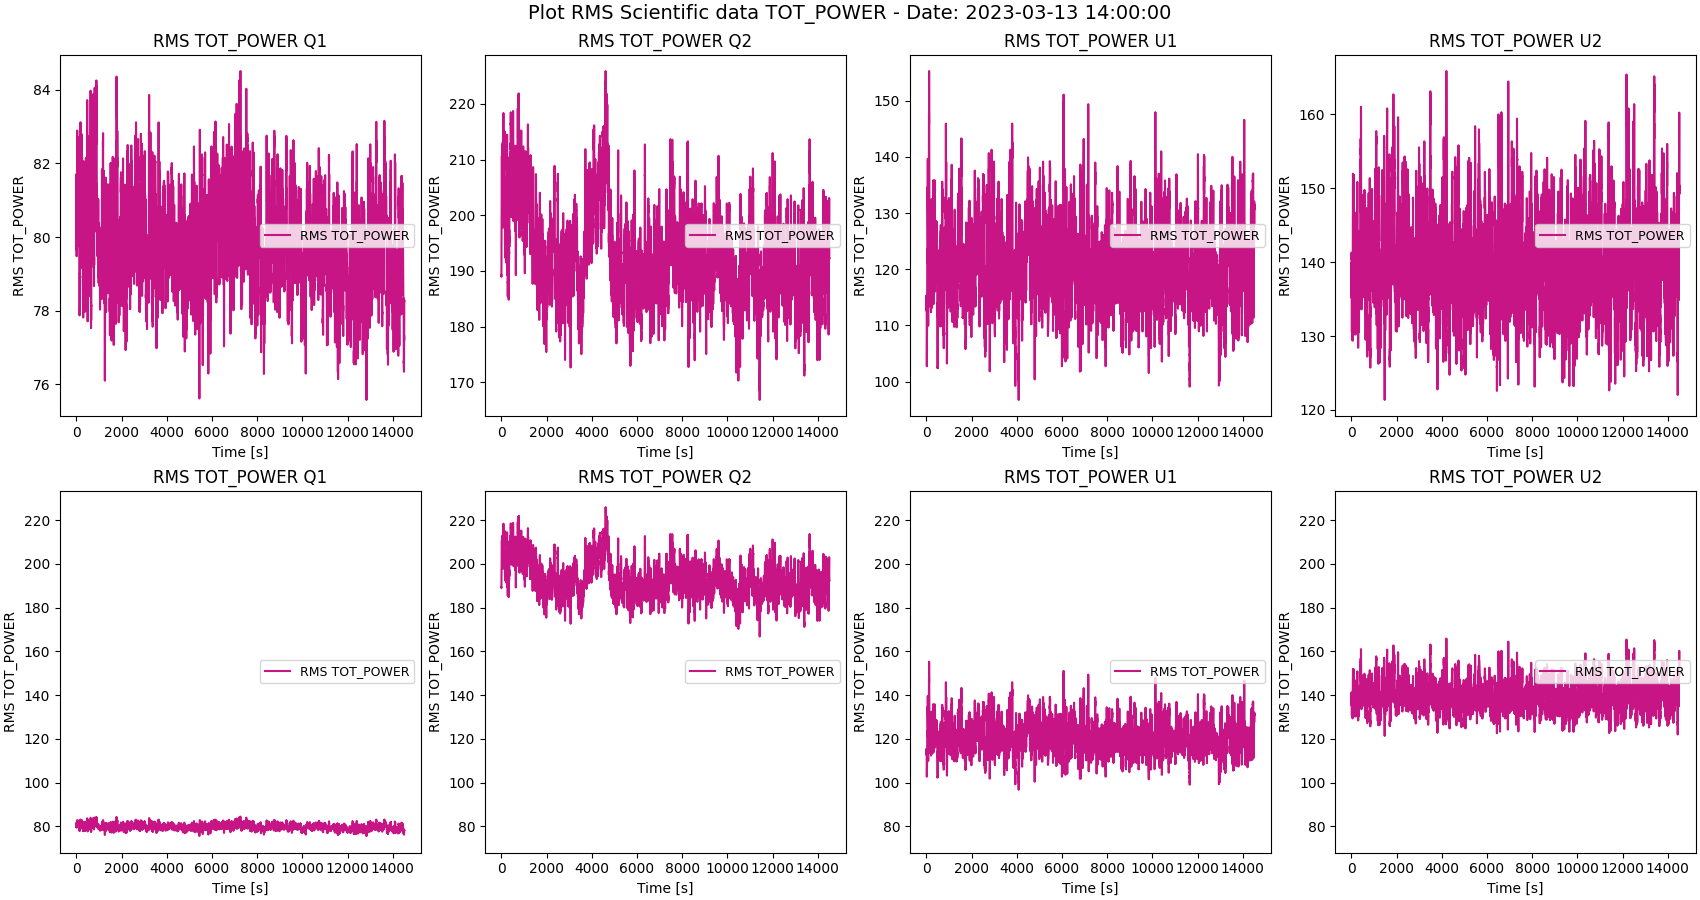 Plot RMS Scientific data TOT_POWER - Date: 2023-03-13 14:00:00
RMS TOT_POWER Q1
RMS TOT_POWER
84
82
80
78
76
RMS TOT_POWER
0 2000 4000 6000 8000 10000 12000 14000
Time [s]
RMS TOT_POWER Q2
RMS TOT_POWER
220
210
200
190
180
170
RMS TOT_POWER
0 2000 4000 6000 8000 10000 12000 14000
Time [s]
RMS TOT_POWER U1
RMS TOT_POWER
150
140
130
120
110
100
RMS TOT_POWER
0 2000 4000 6000 8000 10000 12000 14000
Time [s]
RMS TOT_POWER U2
RMS TOT_POWER
160
150
140
130
120
RMS TOT_POWER
0 2000 4000 6000 8000 10000 12000 14000
Time [s]
RMS TOT_POWER Q1
RMS TOT_POWER
220
200
180
160
140
120
100
80
RMS TOT_POWER
0 2000 4000 6000 8000 10000 12000 14000
Time [s]
RMS TOT_POWER Q2
RMS TOT_POWER
220
200
180
160
140
120
100
80
RMS TOT_POWER
0 2000 4000 6000 8000 10000 12000 14000
Time [s]
RMS TOT_POWER U1
RMS TOT_POWER
220
200
180
160
140
120
100
80
RMS TOT_POWER
0 2000 4000 6000 8000 10000 12000 14000
Time [s]
RMS TOT_POWER U2
RMS TOT_POWER
220
200
180
160
140
120
100
80
RMS TOT_POWER
0 2000 4000 6000 8000 10000 12000 14000
Time [s]